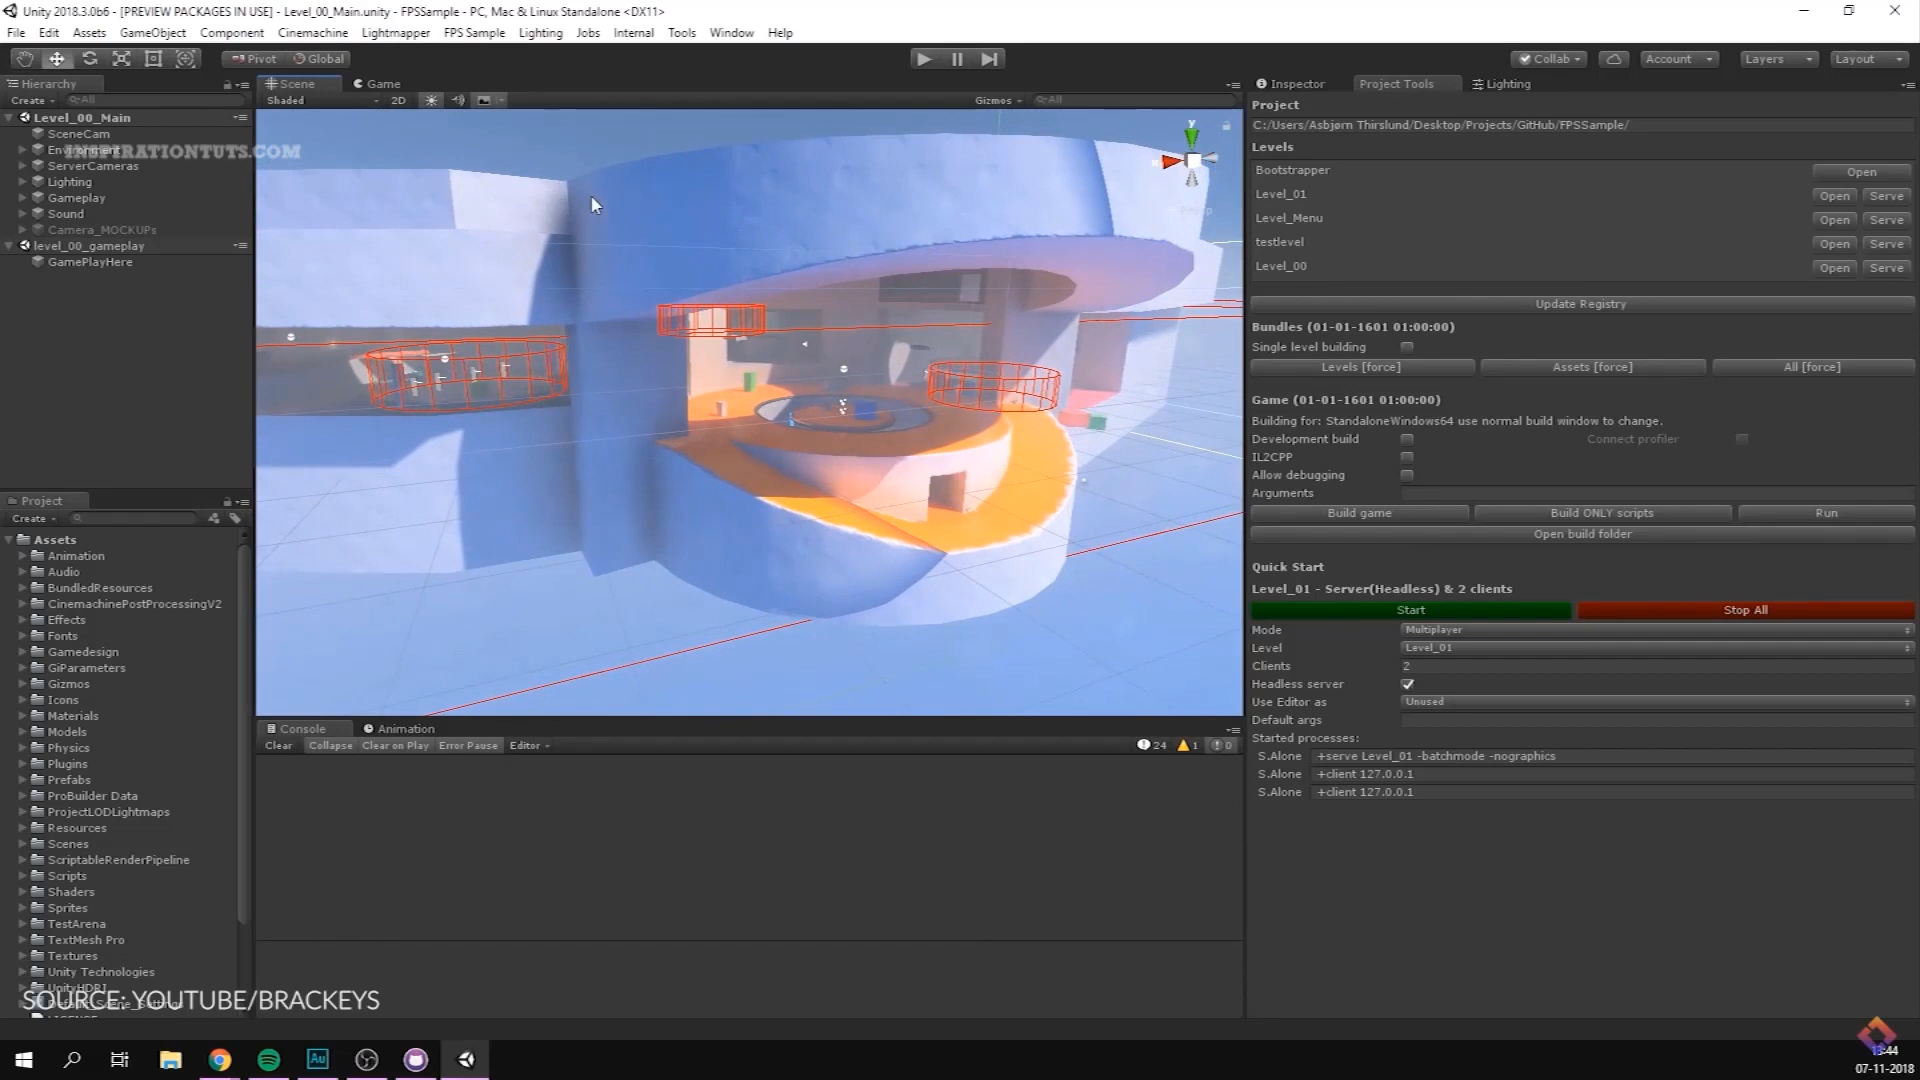 Unity 2018.3.0b6 - [PREVIEW PACKAGES IN USE] - Level_00_Main.unity - FPSSample - PC, Mac & Linux Standalone <DX11>
File Edit Assets GameObject Component Cinemachine Lightmapper FPS Sample Lighting Jobs Internal Tools Window Help
Pivot Global Collab Account Layers Layout
Hierarchy
Create All
Level_00_Main
SceneCam
Environment
INSPIRATIONTUTS.COM
ServerCameras
Lighting
Gameplay
Sound
Camera_MOCKUPs
level_00_gameplay
GamePlayHere
Scene Game
Shaded 2D Gizmos All
y
Persp
Project
Create
Assets
Animation
Audio
BundledResources
CinemachinePostProcessingV2
Effects
Fonts
Gamedesign
GiParameters
Gizmos
Icons
Materials
Models
Physics
Plugins
Prefabs
ProBuilder Data
ProjectLODLightmaps
Resources
Scenes
ScriptableRenderPipeline
Scripts
Shaders
Sprites
TestArena
TextMesh Pro
Textures
Unity Technologies
UnityHDRI
SOURCE: YOUTUBE/BRACKEYS
Console Animation
Clear Collapse Clear on Play Error Pause Editor 24 1 0
Inspector Project Tools Lighting
Project
C:/Users/Asbjørn Thirslund/Desktop/Projects/GitHub/FPSSample/
Levels
Bootstrapper Open
Level_01 Open Serve
Level_Menu Open Serve
testlevel Open Serve
Level_00 Open Serve
Update Registry
Bundles (01-01-1601 01:00:00)
Single level building
Levels [force] Assets [force] All [force]
Game (01-01-1601 01:00:00)
Building for: StandaloneWindows64 use normal build window to change.
Development build Connect profiler
IL2CPP
Allow debugging
Arguments
Build game Build ONLY scripts Run
Open build folder
Quick Start
Level_01 - Server(Headless) & 2 clients
Start Stop All
Mode Multiplayer
Level Level_01
Clients 2
Headless server
Use Editor as Unused
Default args
Started processes:
S.Alone +serve Level_01 -batchmode -nographics
S.Alone +client 127.0.0.1
S.Alone +client 127.0.0.1
Au
13:44
07-11-2018